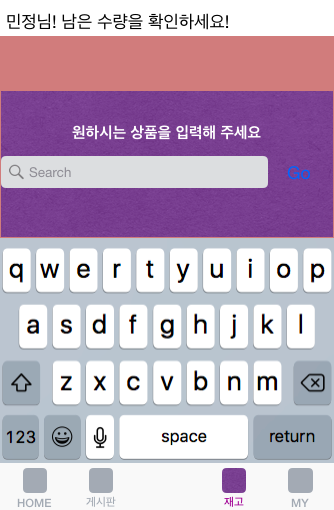 민정님! 남은 수량을 확인하세요!
원하시는 상품을 입력해 주세요
Search Go
q w e r t y u i o p
a s d f g h j k l
z x c v b n m
123 space return
HOME 게시판 재고 MY